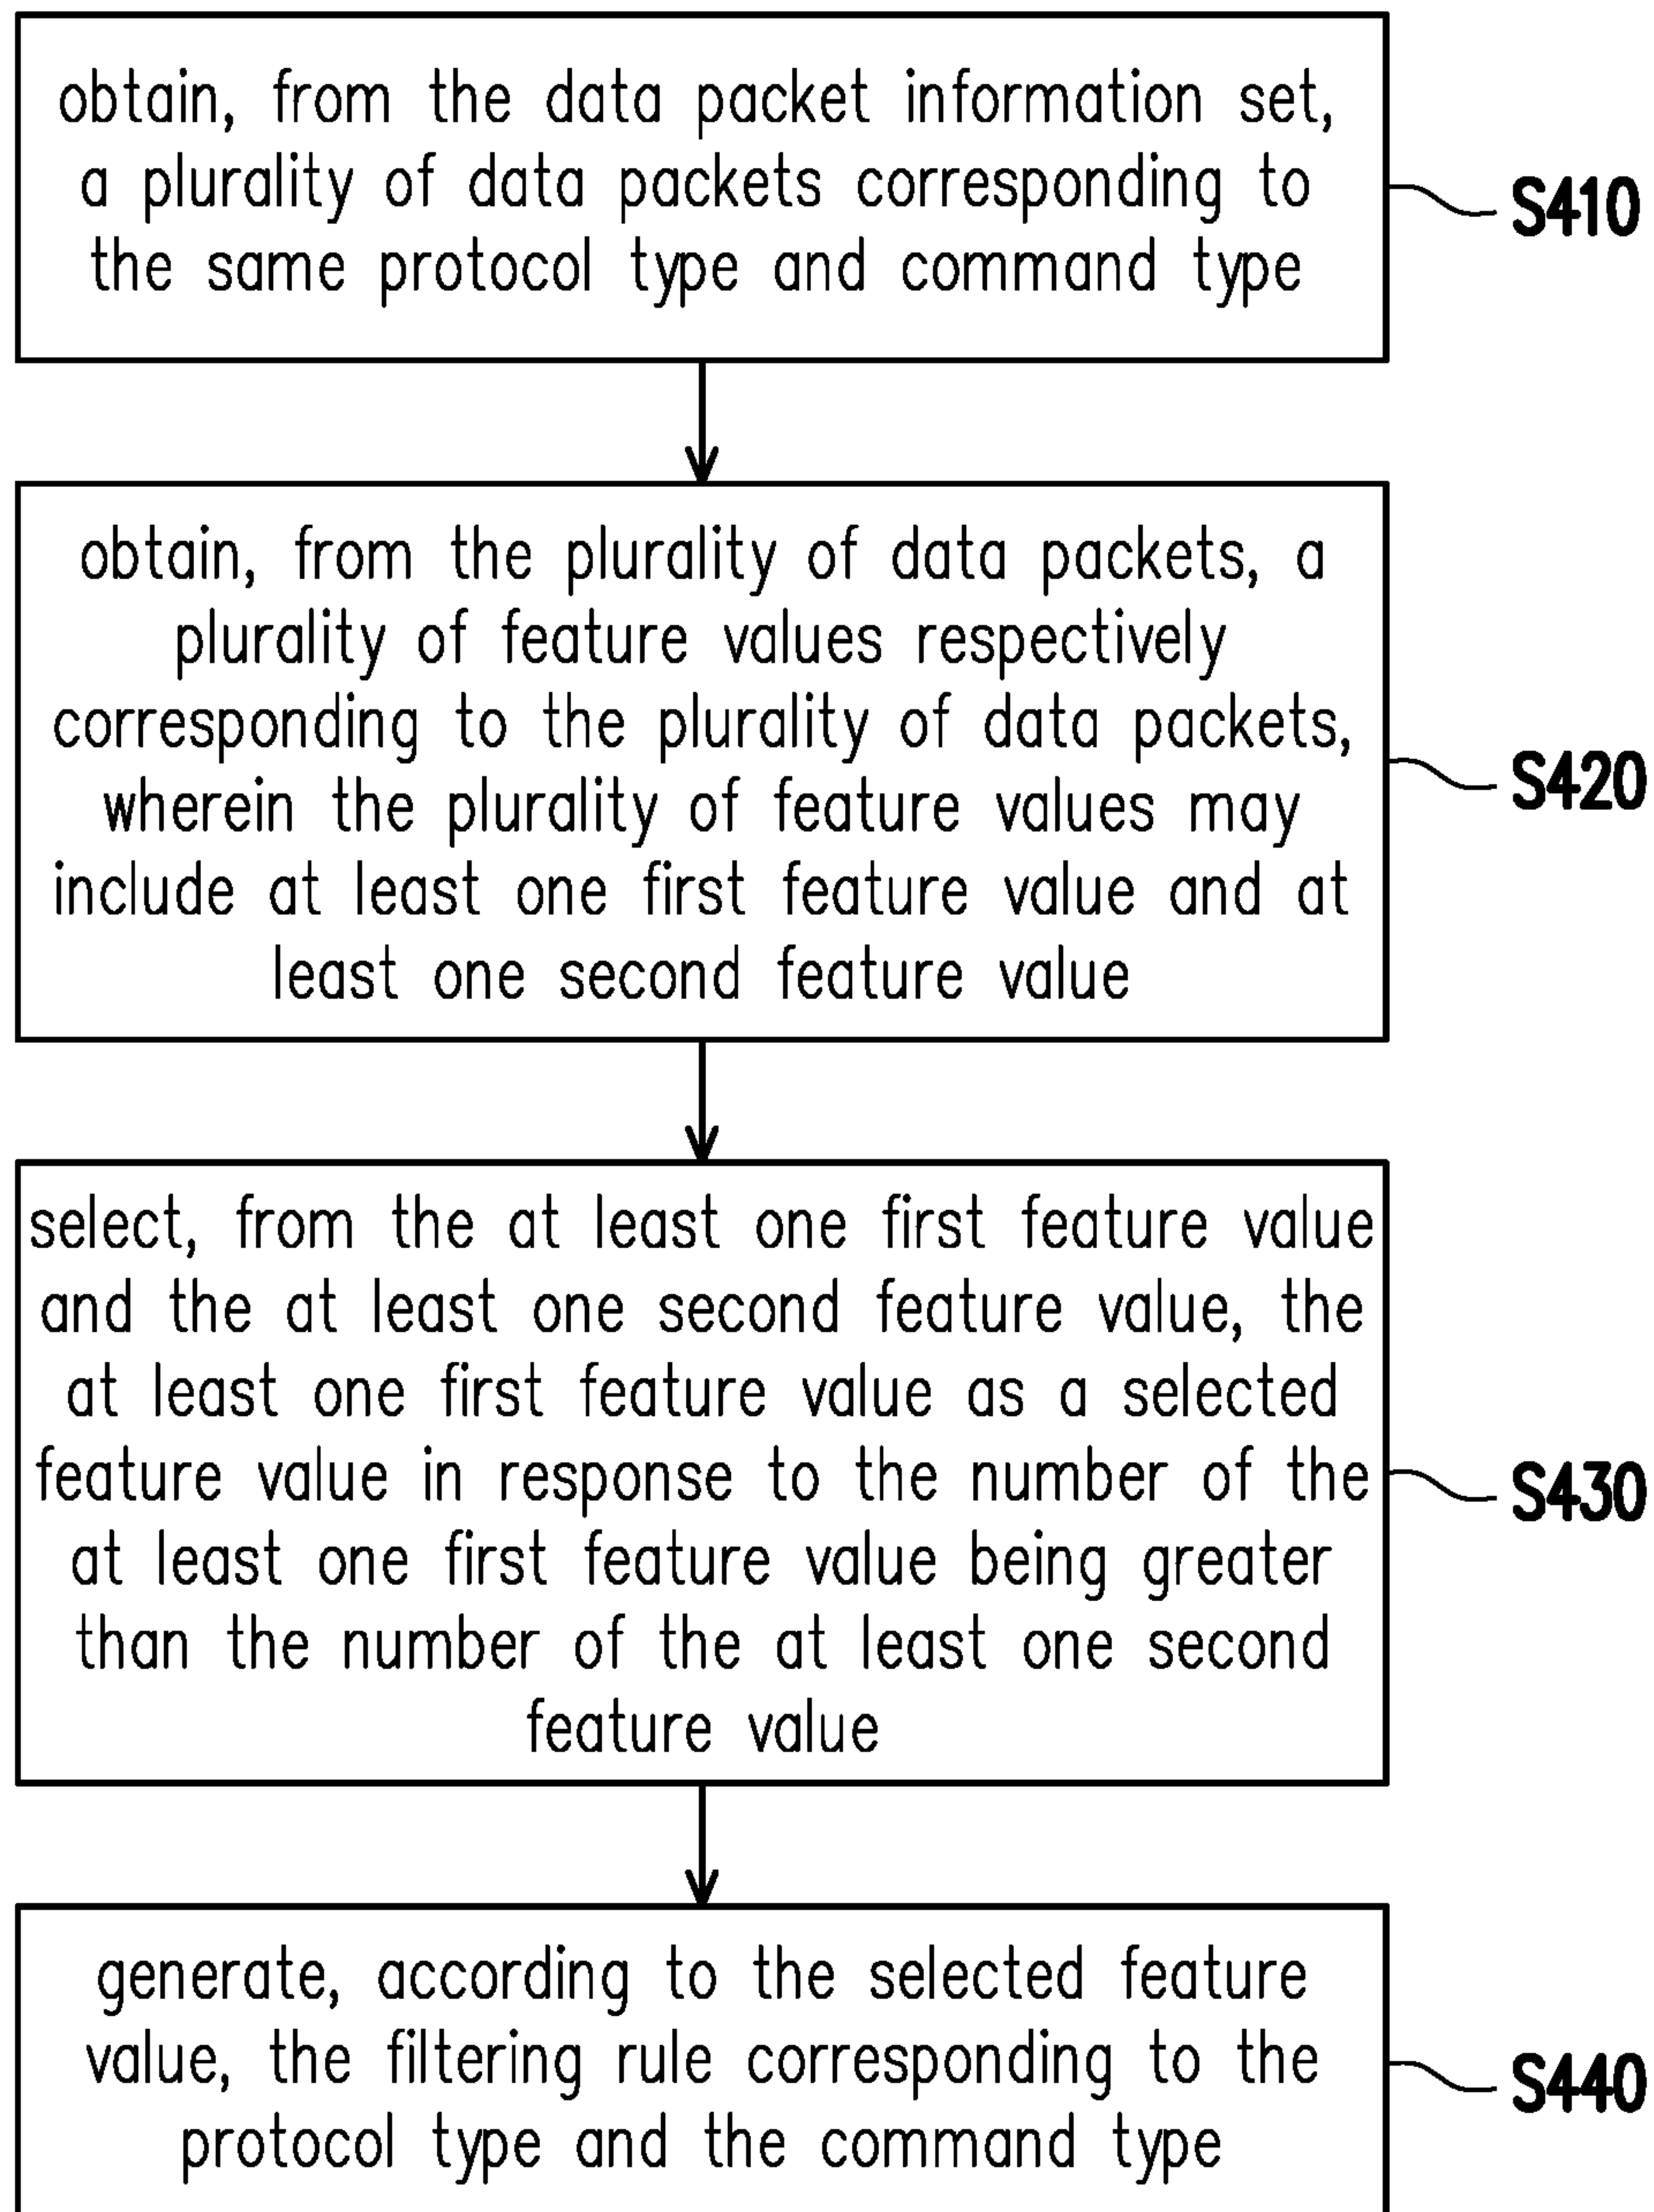 obtain, from the data packet information set,
a plurality of data packets corresponding to
the same protocol type and command type
S410
obtain, from the plurality of data packets, a
plurality of feature values respectively
corresponding to the plurality of data packets,
wherein the plurality of feature values may
include at least one first feature value and at
least one second feature value
S420
select, from the at least one first feature value
and the at least one second feature value, the
at least one first feature value as a selected
feature value in response to the number of the
at least one first feature value being greater
than the number of the at least one second
feature value
S430
generate, according to the selected feature
value, the filtering rule corresponding to the
protocol type and the command type
S440